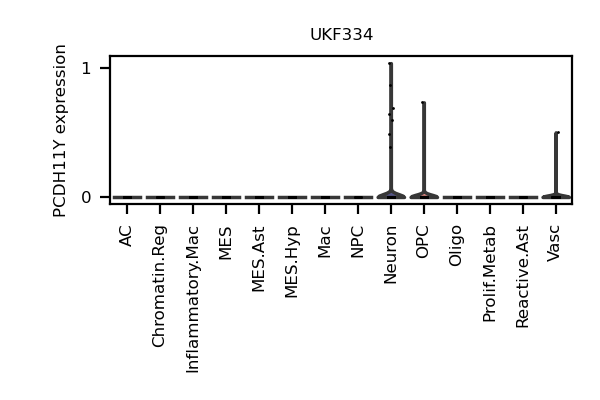 UKF334
PCDH11Y expression
1
0
AC
Chromatin.Reg
Inflammatory.Mac
MES
MES.Ast
MES.Hyp
Mac
NPC
Neuron
OPC
Oligo
Prolif.Metab
Reactive.Ast
Vasc